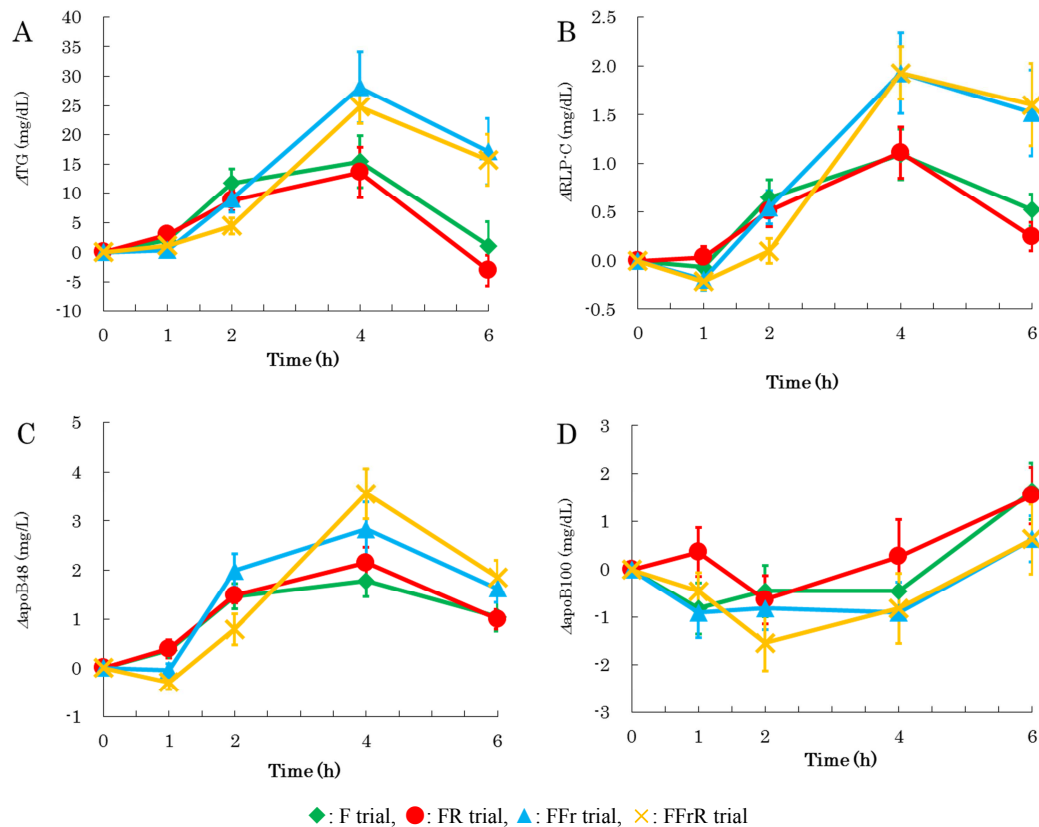 A
B
40
35
30
25
20
15
10
5
0
-5
-10
ΔTG (mg/dL)
0 1 2 4 6
Time (h)
2.5
2.0
1.5
1.0
0.5
0.0
-0.5
ΔRLP-C (mg/dL)
0 1 2 4 6
Time (h)
C
D
5
4
3
2
1
0
-1
ΔapoB48 (mg/L)
0 1 2 4 6
Time (h)
3
2
1
0
-1
-2
-3
ΔapoB100 (mg/dL)
0 1 2 4 6
Time (h)
: F trial, : FR trial, : FFr trial, : FFrR trial